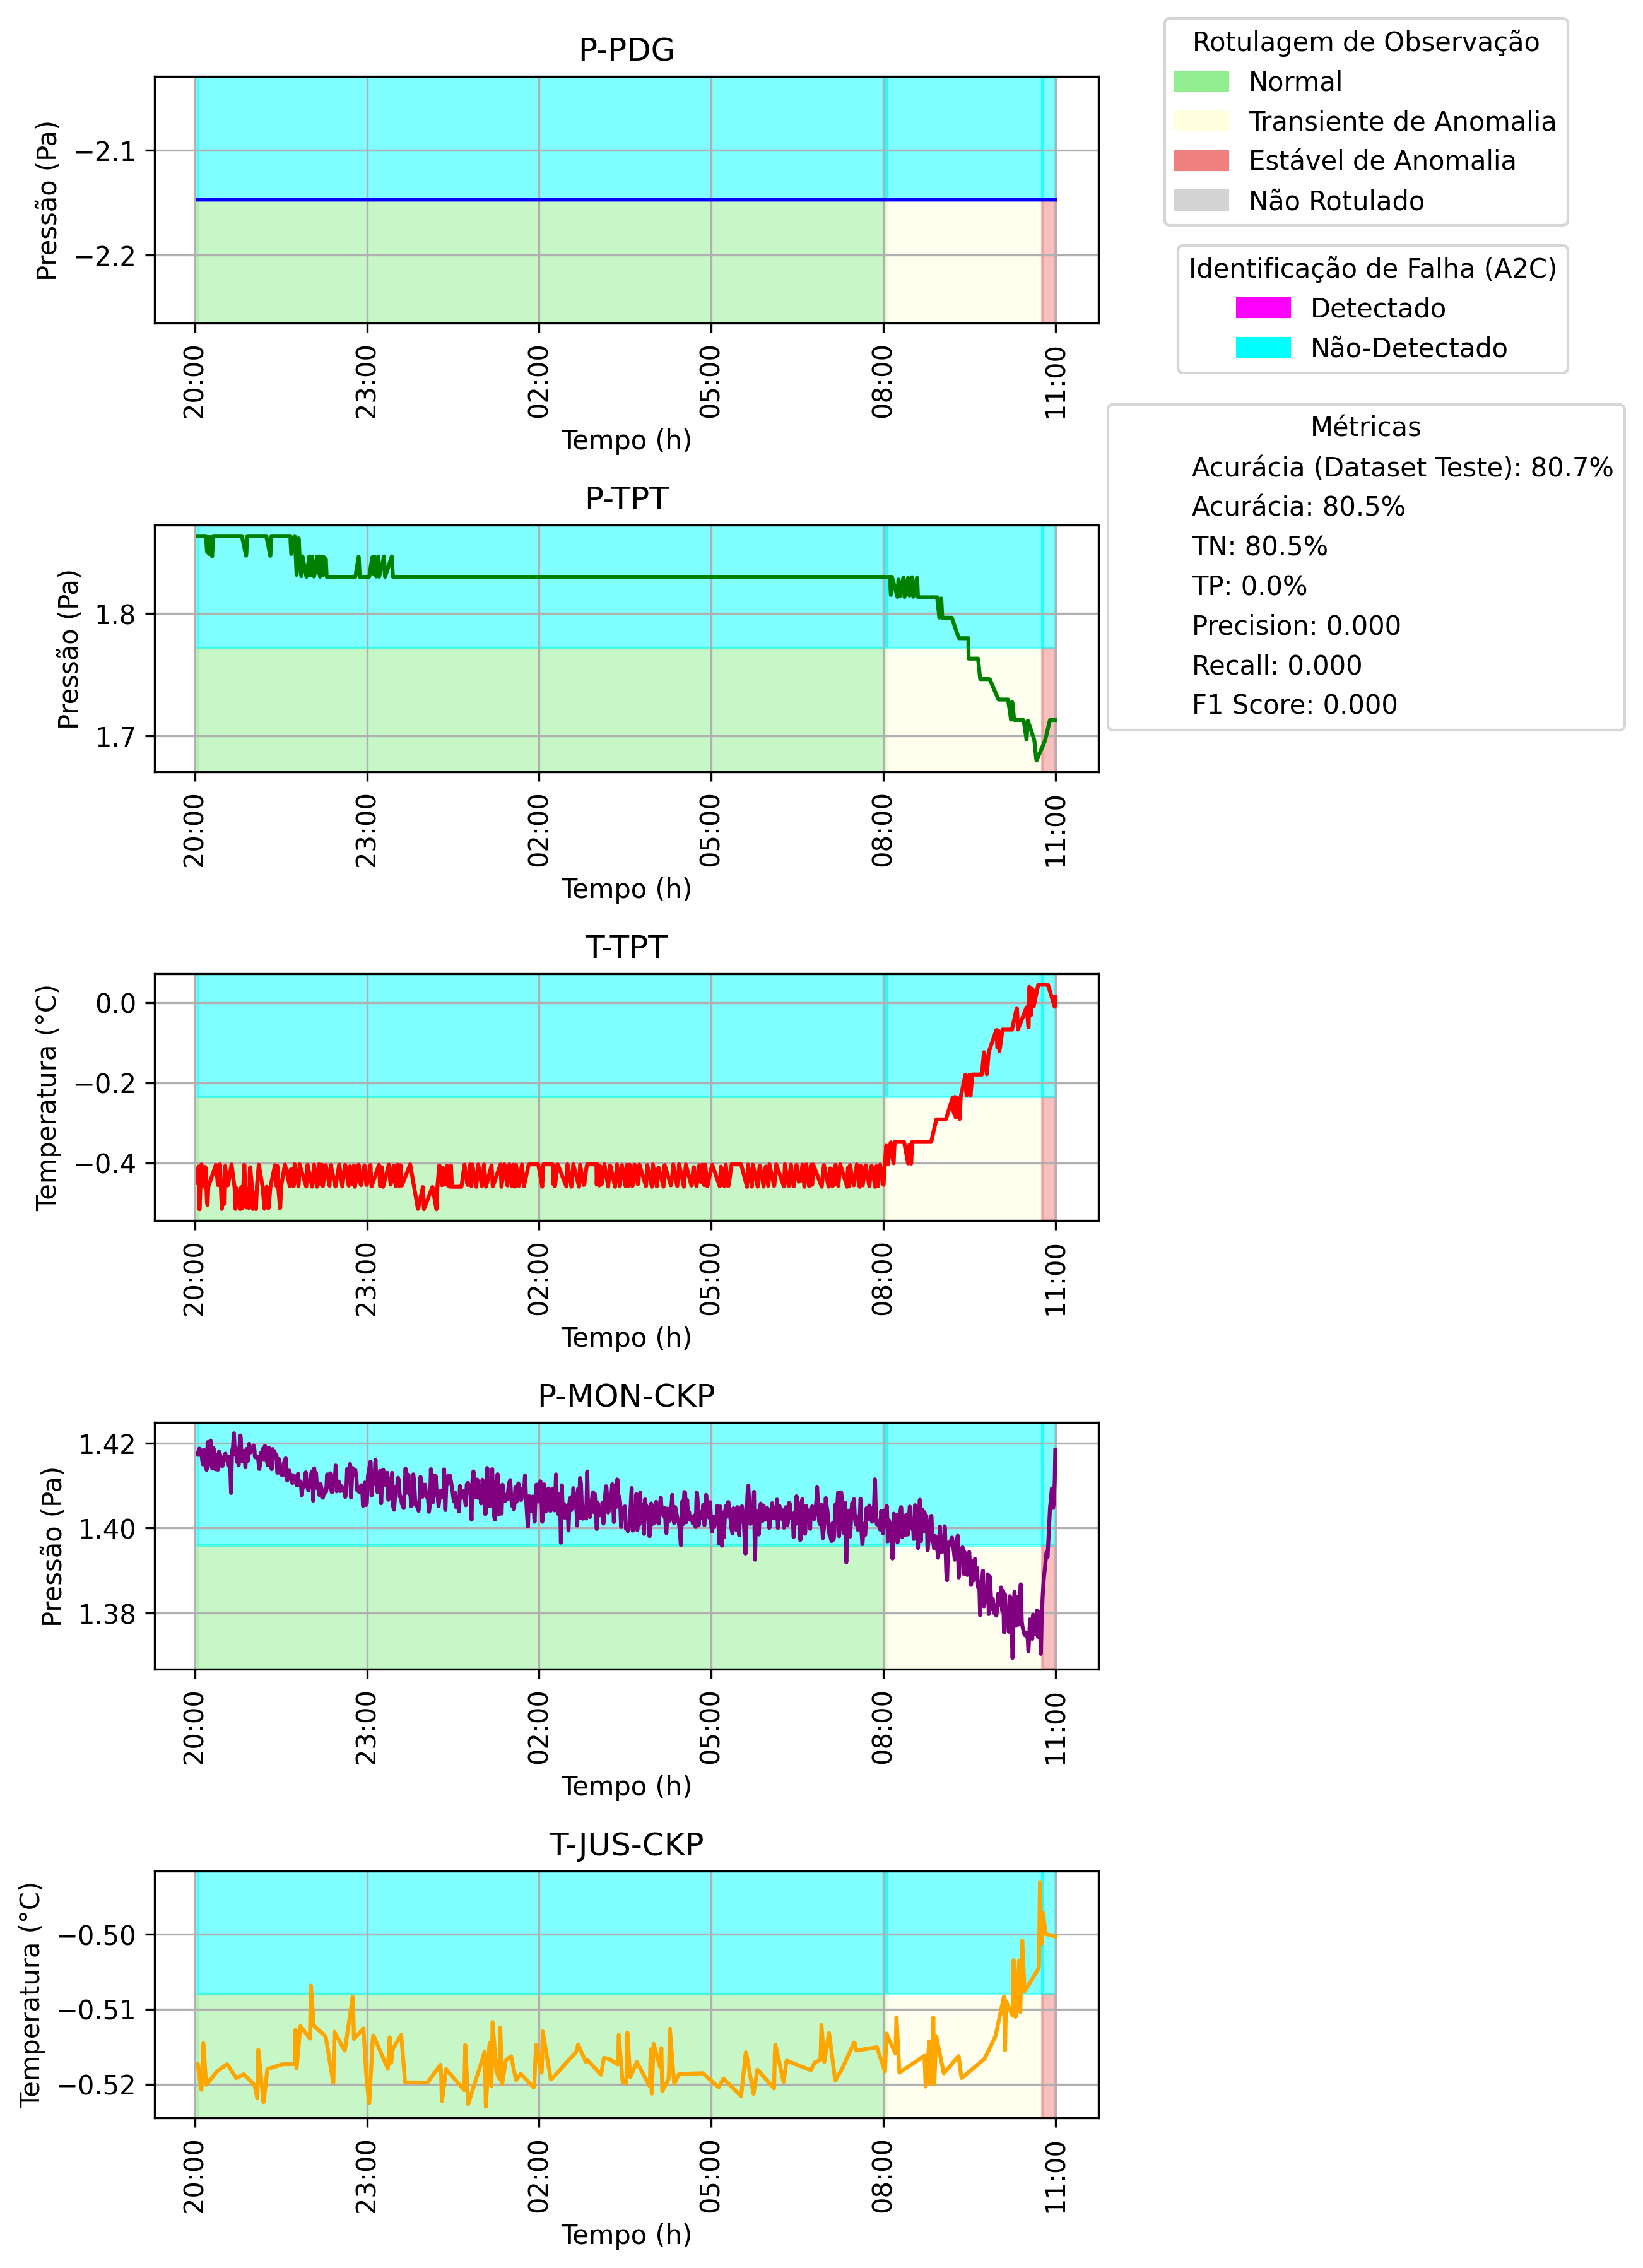 P-PDG
Pressão (Pa)
−2.1
−2.2
20:00
23:00
02:00
05:00
08:00
11:00
Tempo (h)
Rotulagem de Observação
Normal
Transiente de Anomalia
Estável de Anomalia
Não Rotulado
Identificação de Falha (A2C)
Detectado
Não-Detectado
Métricas
Acurácia (Dataset Teste): 80.7%
Acurácia: 80.5%
TN: 80.5%
TP: 0.0%
Precision: 0.000
Recall: 0.000
F1 Score: 0.000
P-TPT
Pressão (Pa)
1.8
1.7
20:00
23:00
02:00
05:00
08:00
11:00
Tempo (h)
T-TPT
Temperatura (°C)
0.0
−0.2
−0.4
20:00
23:00
02:00
05:00
08:00
11:00
Tempo (h)
P-MON-CKP
Pressão (Pa)
1.42
1.40
1.38
20:00
23:00
02:00
05:00
08:00
11:00
Tempo (h)
T-JUS-CKP
Temperatura (°C)
−0.50
−0.51
−0.52
20:00
23:00
02:00
05:00
08:00
11:00
Tempo (h)